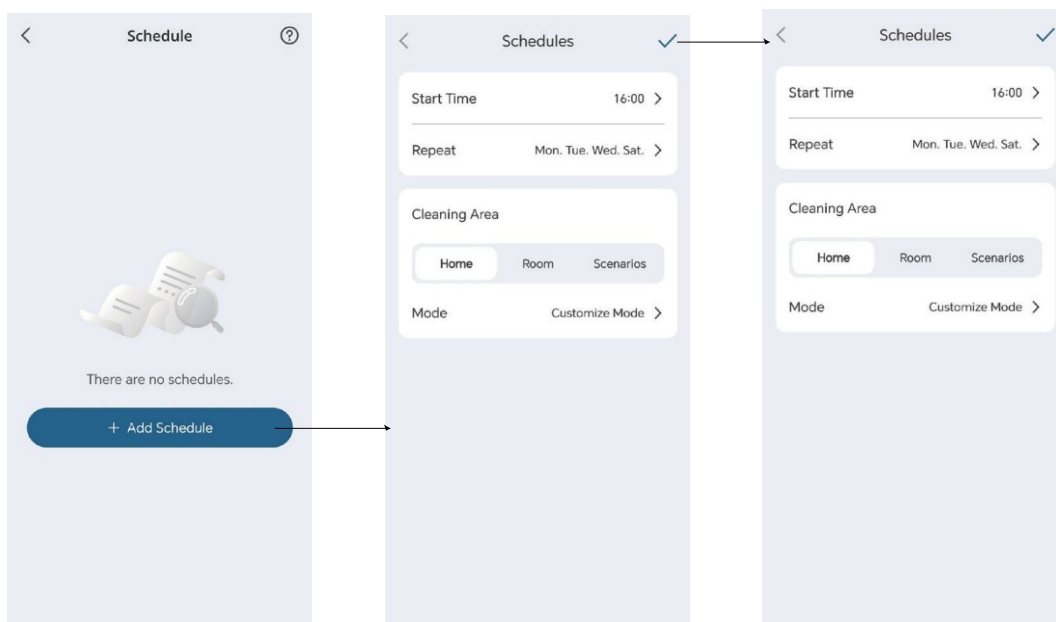 Schedule
There are no schedules.
+ Add Schedule
Schedules
Start Time 16:00
Repeat Mon. Tue. Wed. Sat.
Cleaning Area
Home Room Scenarios
Mode Customize Mode
Schedules
Start Time 16:00
Repeat Mon. Tue. Wed. Sat.
Cleaning Area
Home Room Scenarios
Mode Customize Mode